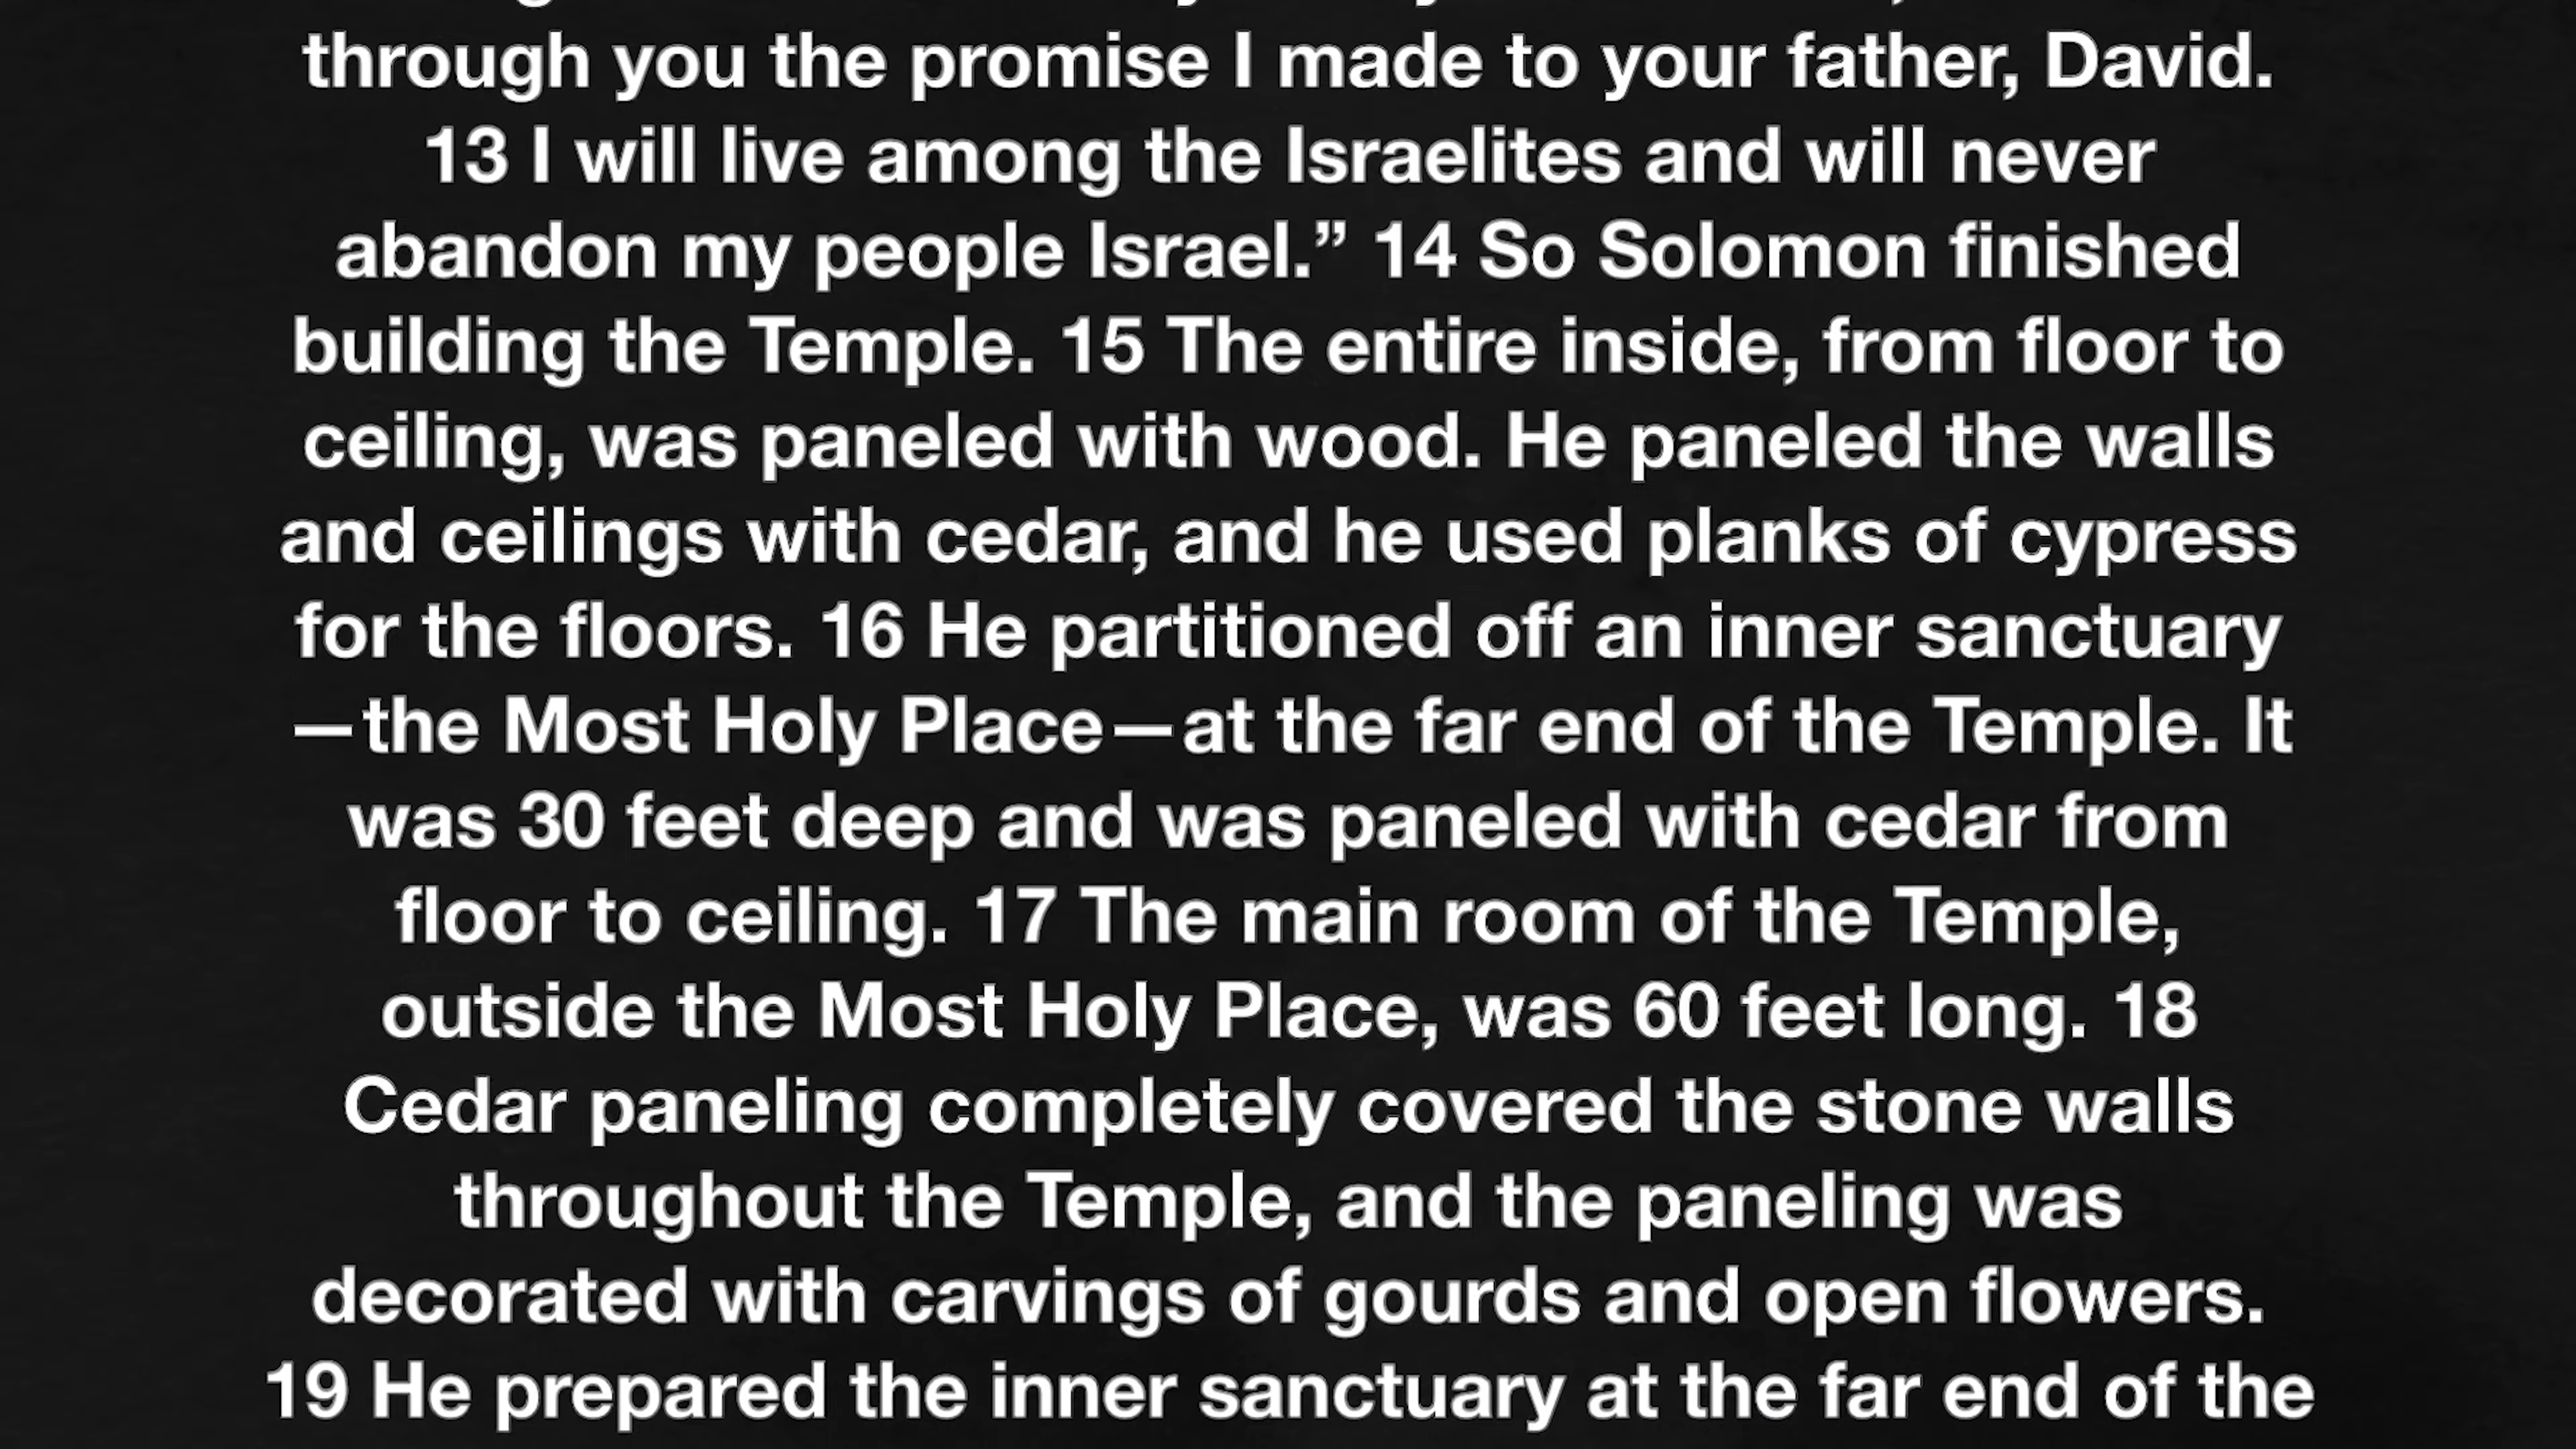 through you the promise I made to your father, David.
13 I will live among the Israelites and will never
abandon my people Israel.” 14 So Solomon finished
building the Temple. 15 The entire inside, from floor to
ceiling, was paneled with wood. He paneled the walls
and ceilings with cedar, and he used planks of cypress
for the floors. 16 He partitioned off an inner sanctuary
—the Most Holy Place—at the far end of the Temple. It
was 30 feet deep and was paneled with cedar from
floor to ceiling. 17 The main room of the Temple,
outside the Most Holy Place, was 60 feet long. 18
Cedar paneling completely covered the stone walls
throughout the Temple, and the paneling was
decorated with carvings of gourds and open flowers.
19 He prepared the inner sanctuary at the far end of the